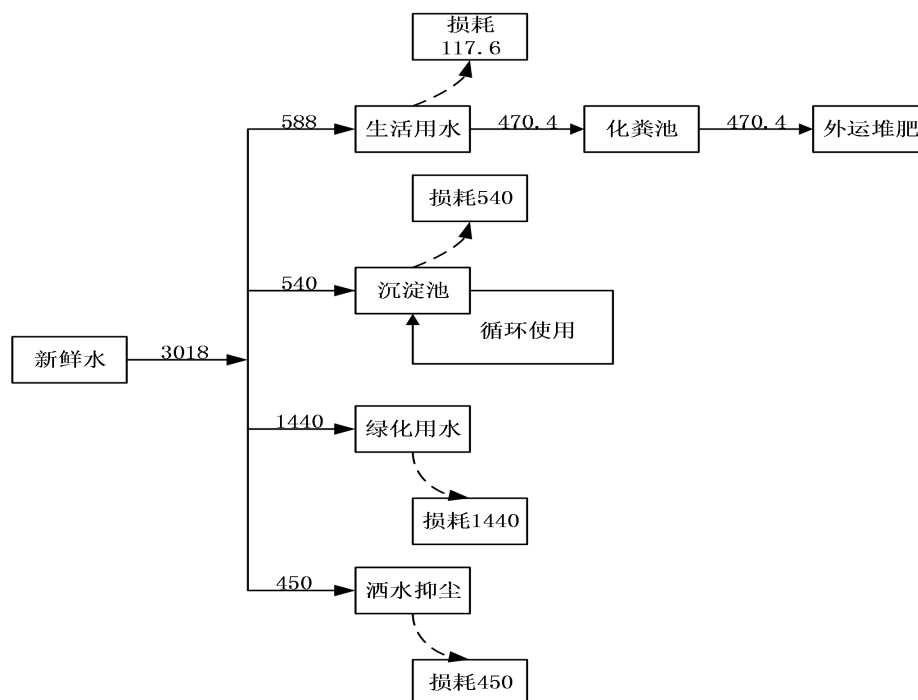 损耗
117.6
588
生活用水
470.4
化粪池
470.4
外运堆肥
损耗540
540
沉淀池
循环使用
新鲜水
3018
1440
绿化用水
损耗1440
450
洒水抑尘
损耗450